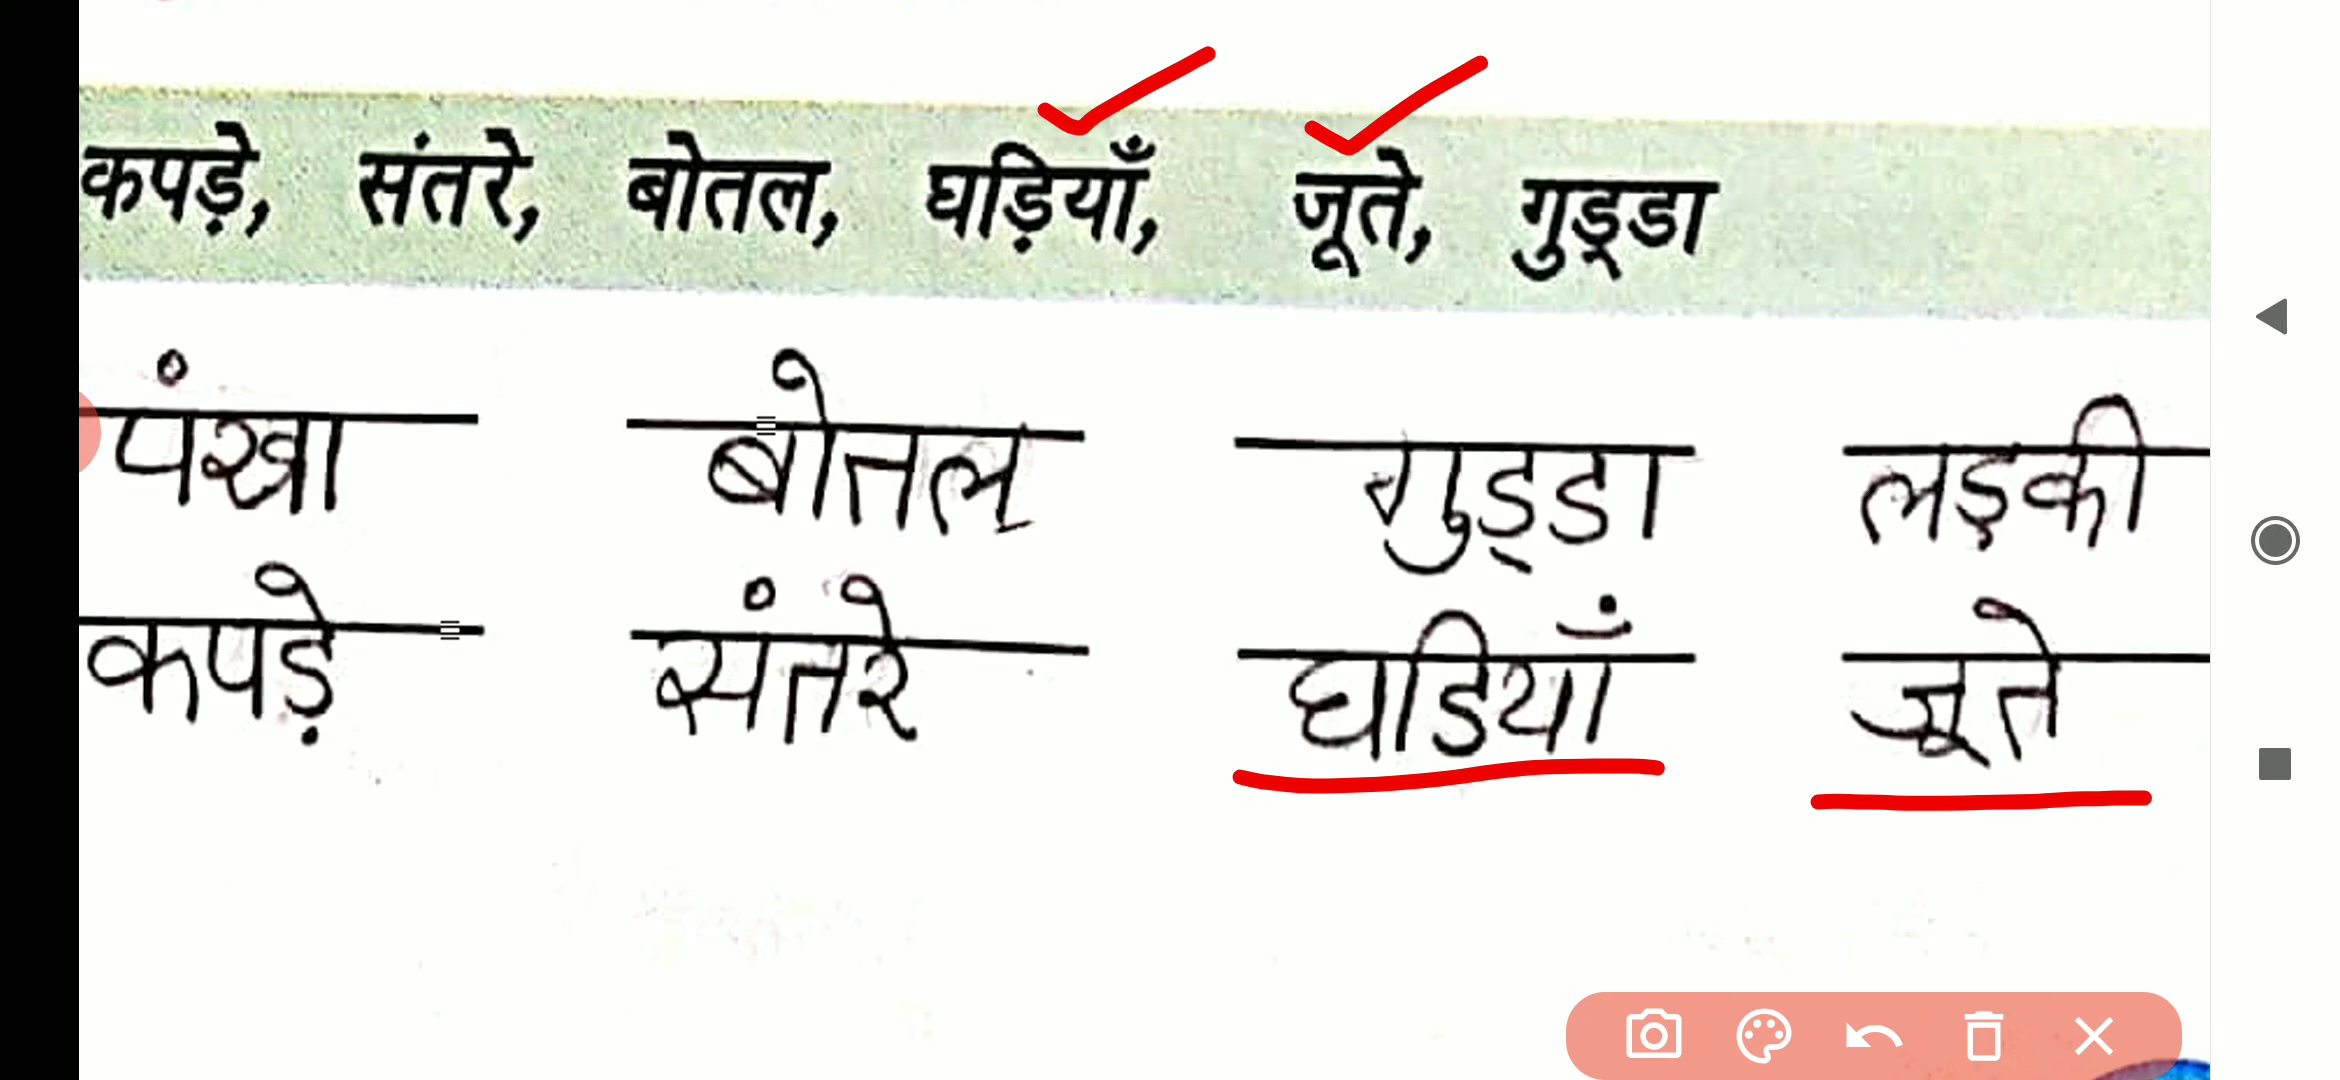 कपड़े, संतरे, बोतल, घड़ियाँ, जूते, गुड्डा
पंखा बोतल गुड्डा लड़की
कपड़े संतरे घडियाँ जूते